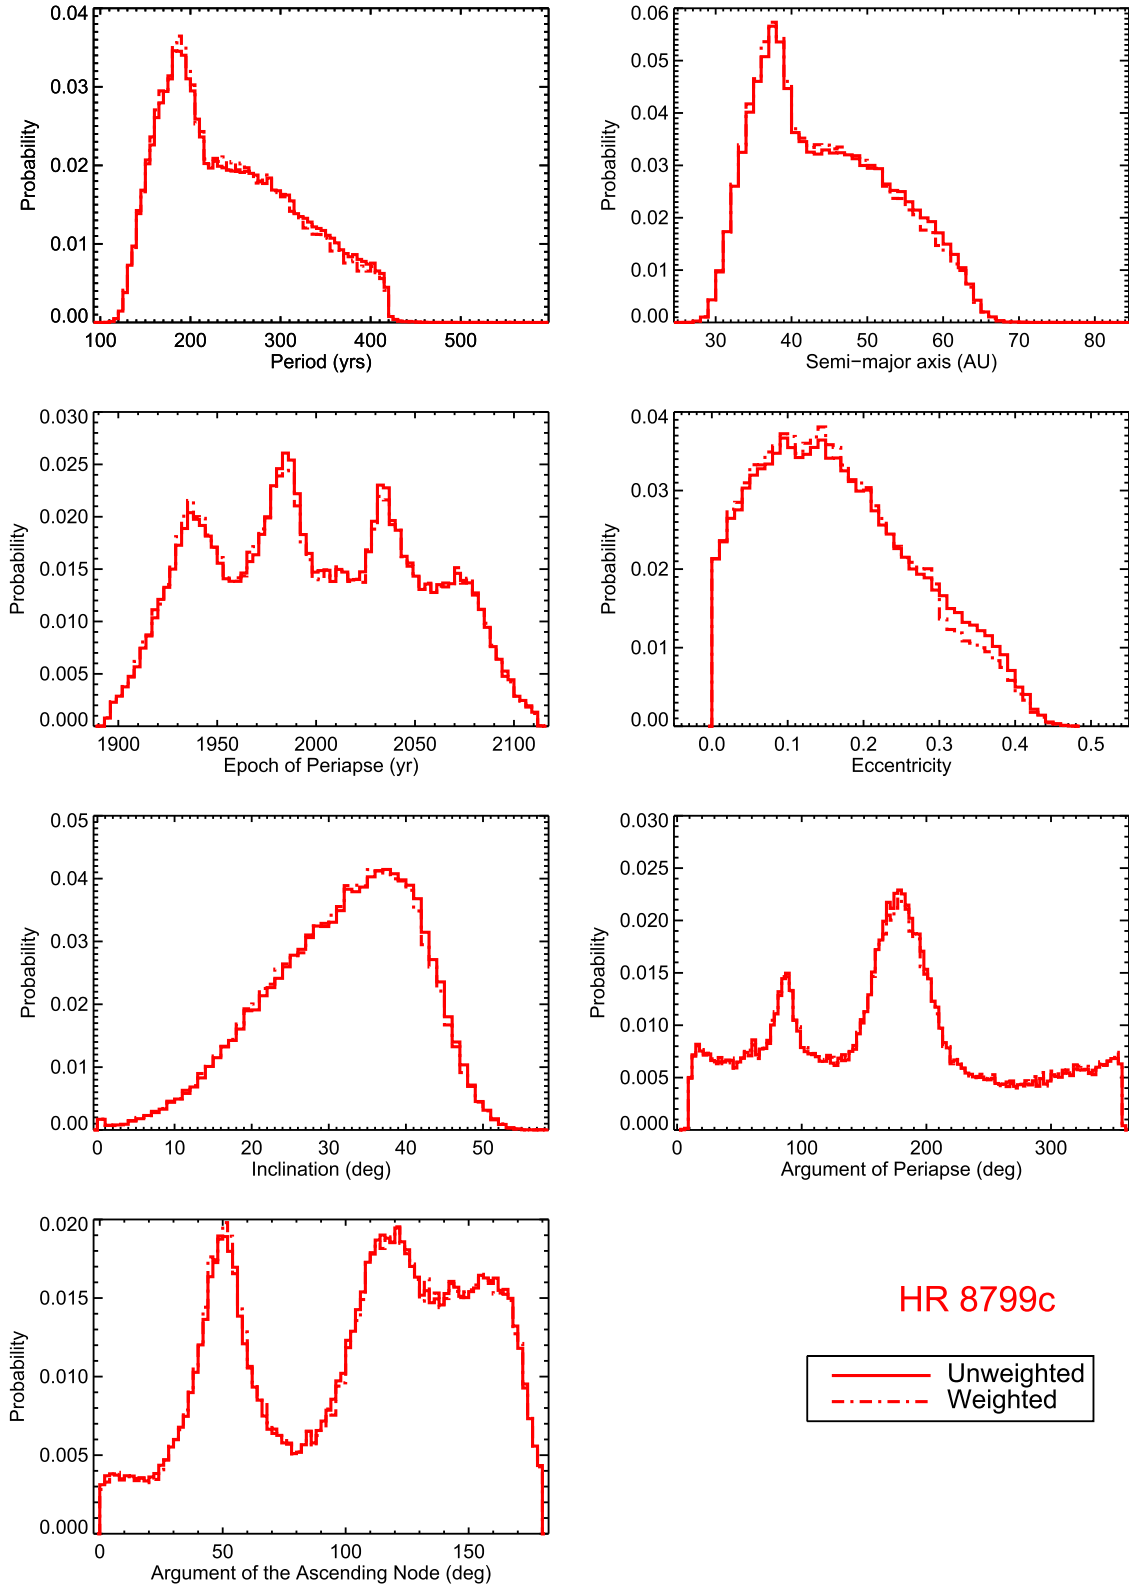 0.04
0.03
0.02
0.01
0.00
Probability
100 200 300 400 500
Period (yrs)
0.06
0.05
0.04
0.03
0.02
0.01
0.00
Probability
30 40 50 60 70 80
Semi−major axis (AU)
0.030
0.025
0.020
0.015
0.010
0.005
0.000
Probability
1900 1950 2000 2050 2100
Epoch of Periapse (yr)
0.04
0.03
0.02
0.01
0.00
Probability
0.0 0.1 0.2 0.3 0.4 0.5
Eccentricity
0.05
0.04
0.03
0.02
0.01
0.00
Probability
0 10 20 30 40 50
Inclination (deg)
0.030
0.025
0.020
0.015
0.010
0.005
0.000
Probability
0 100 200 300
Argument of Periapse (deg)
0.020
0.015
0.010
0.005
0.000
Probability
0 50 100 150
Argument of the Ascending Node (deg)
HR 8799c
Unweighted
Weighted